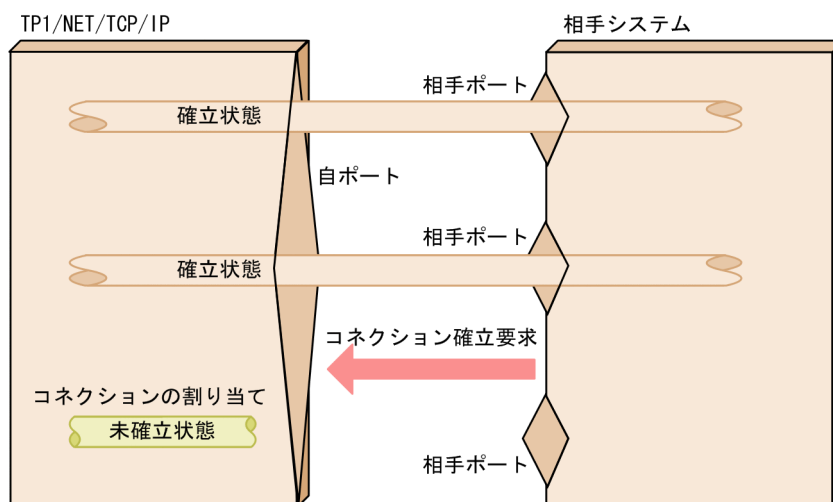 TP1/NET/TCP/IP
相手システム
相手ポート
確立状態
自ポート
相手ポート
確立状態
コネクション確立要求
コネクションの割り当て
未確立状態
相手ポート